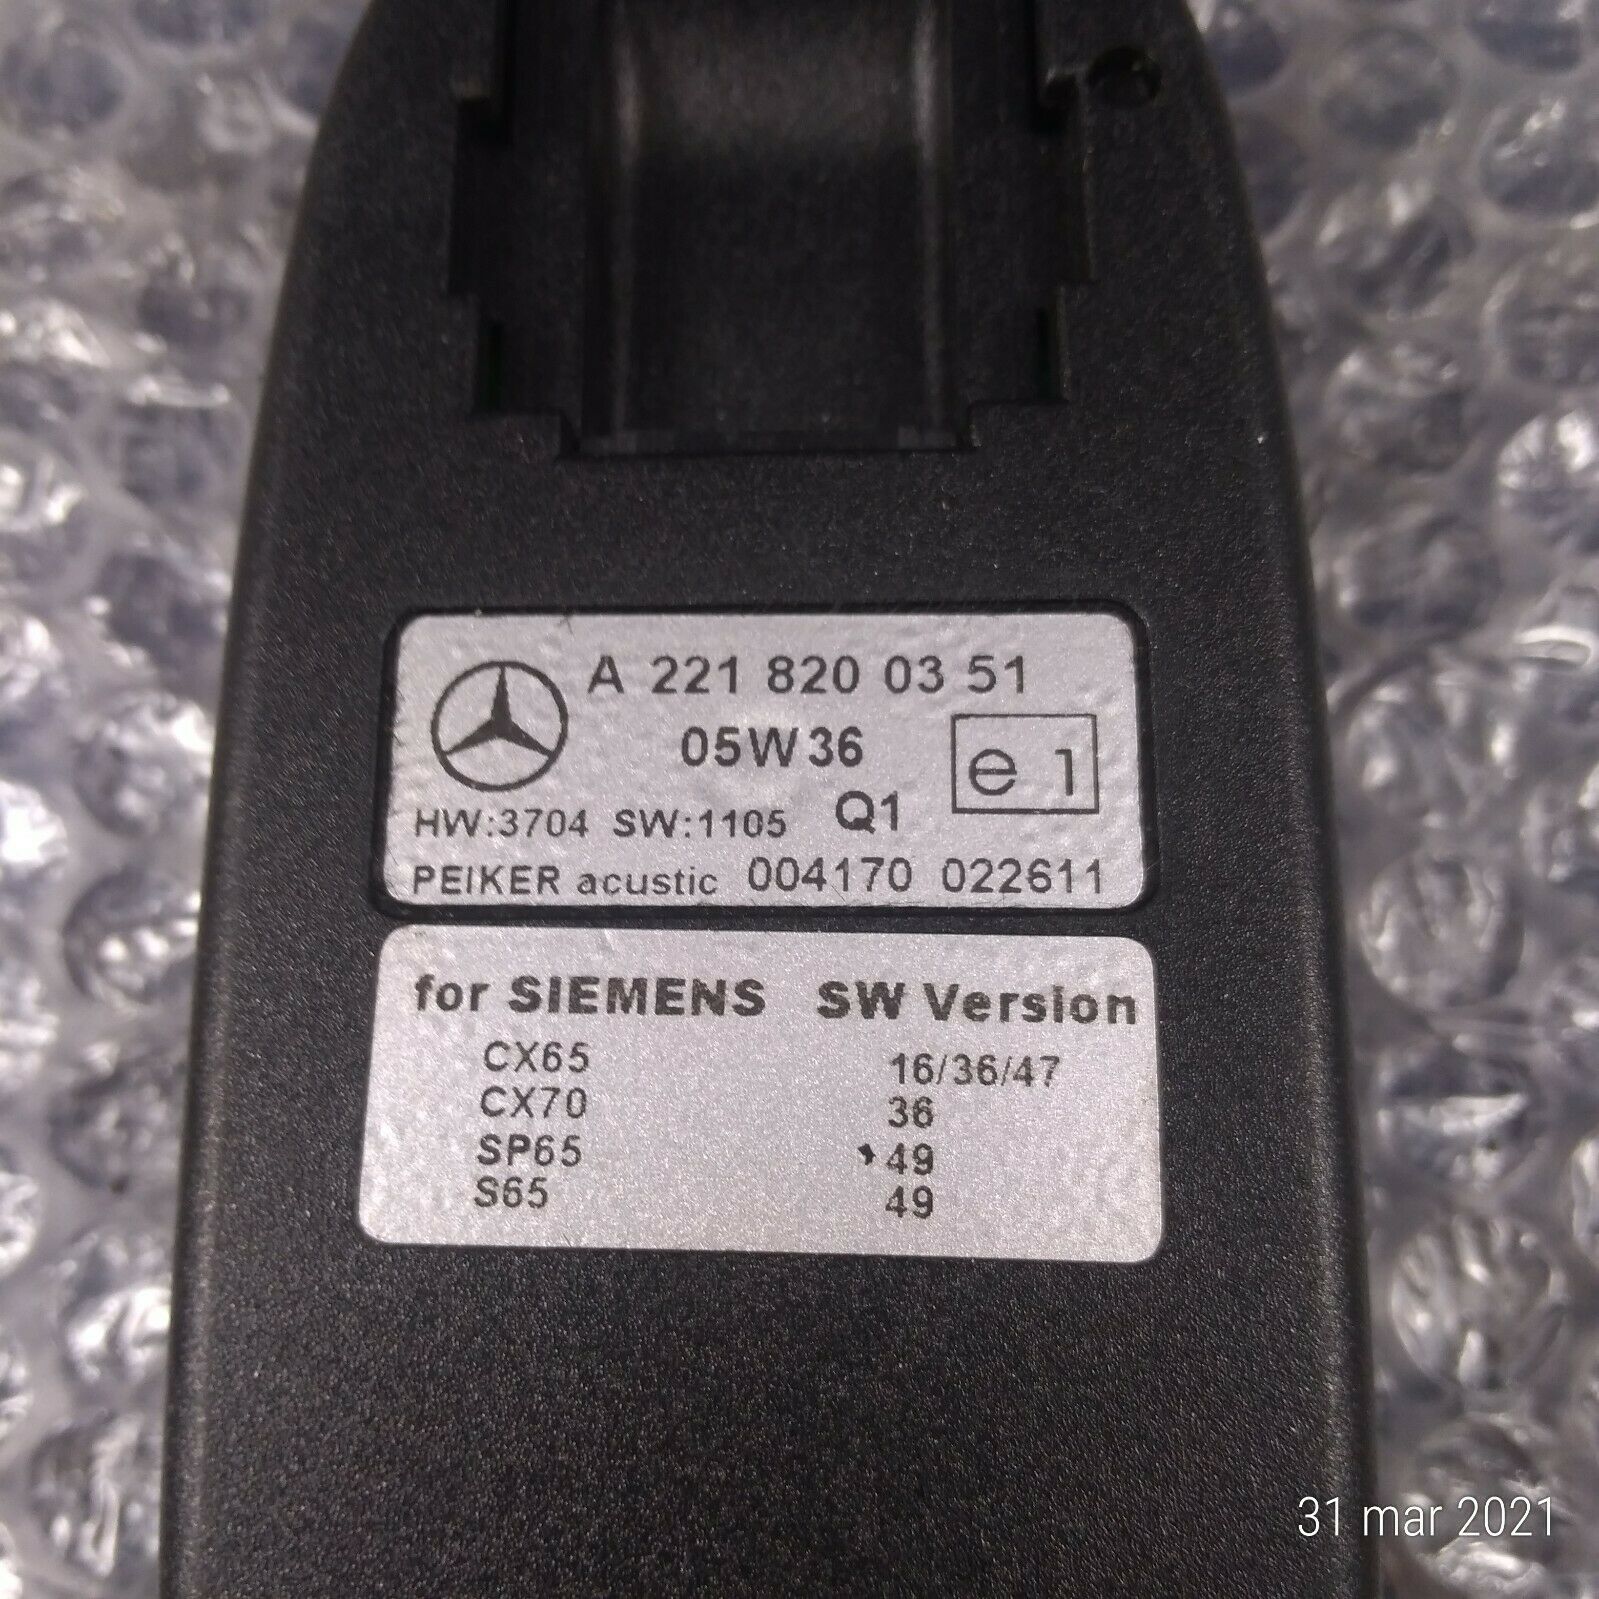 A 221 820 03 51
05W36
e 1
HW:3704 SW:1105 Q1
PEIKER acustic 004170 022611
for SIEMENS SW Version
CX65 16/36/47
CX70 36
SP65 49
S65 49
31 mar 2021